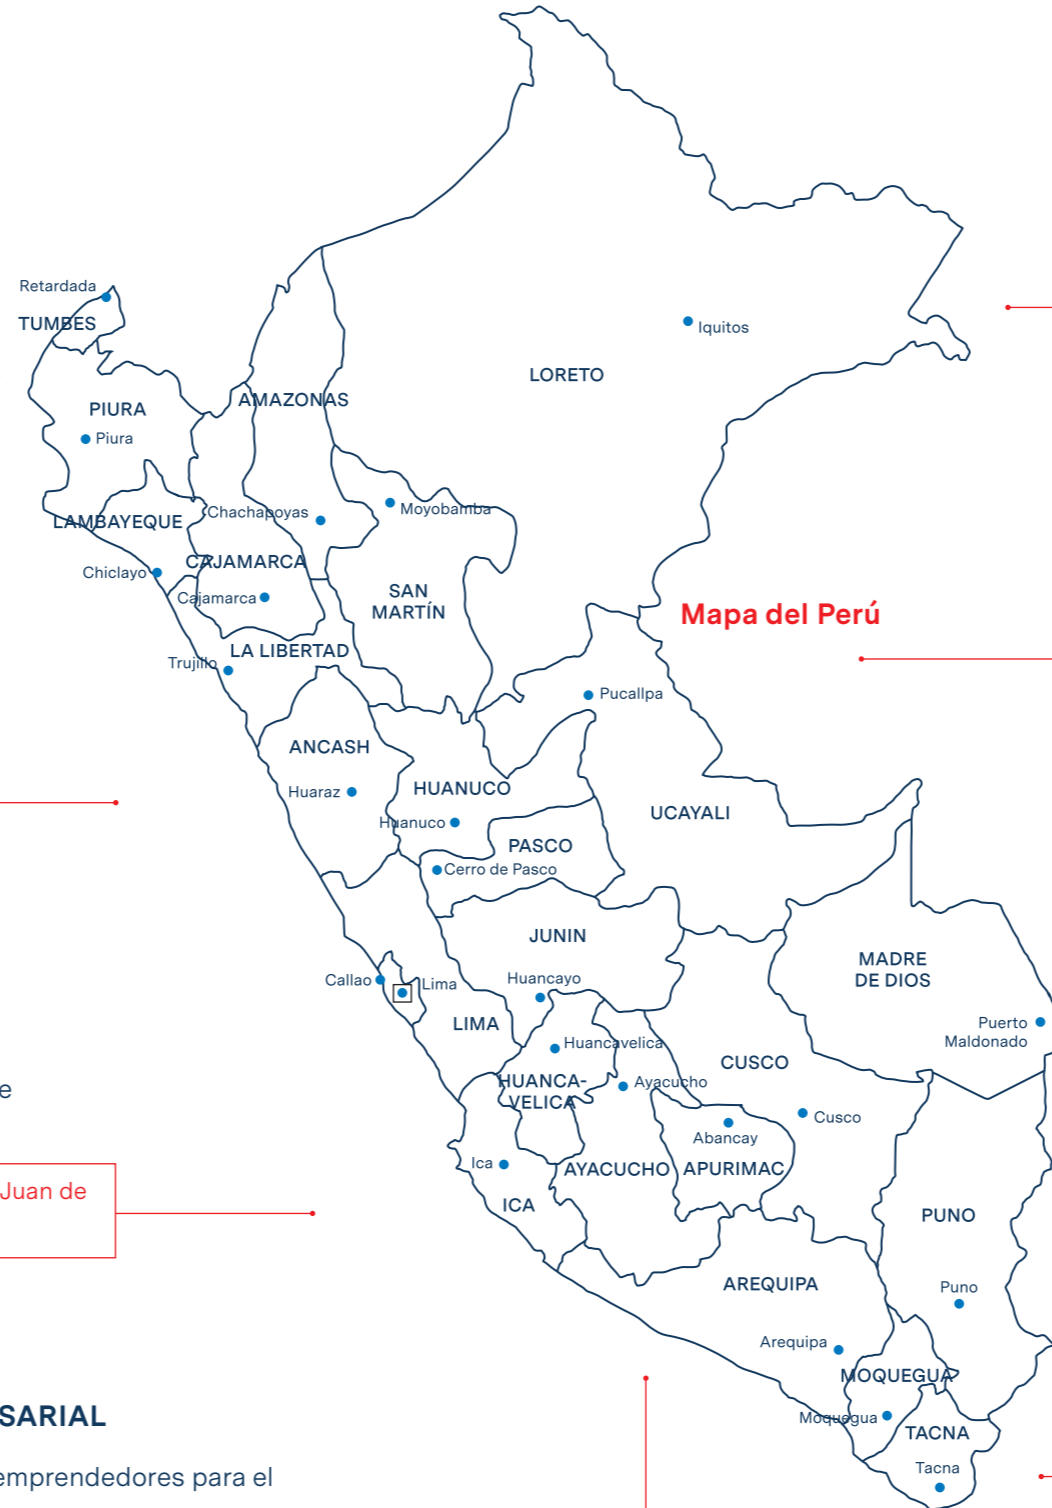 Retardada
TUMBES
Iquitos
LORETO
AMAZONAS
PIURA
Piura
Moyobamba
Chachapoyas
LAMBAYEQUE
CAJAMARCA
Chiclayo
Cajamarca
SAN
MARTÍN
Mapa del Perú
LA LIBERTAD
Trujillo
Pucallpa
ANCASH
Huaraz
HUANUCO
Huanuco
UCAYALI
PASCO
Cerro de Pasco
JUNIN
MADRE
DE DIOS
Huancayo
Callao
Lima
LIMA
Puerto
Maldonado
Huancavelica
CUSCO
HUANCA-
VELICA
Ayacucho
e
Cusco
Abancay
Ica
AYACUCHO
APURIMAC
Juan de
ICA
PUNO
AREQUIPA
Puno
Arequipa
MOQUEGUA
Moquegua
SARIAL
TACNA
Tacna
emprendedores para el